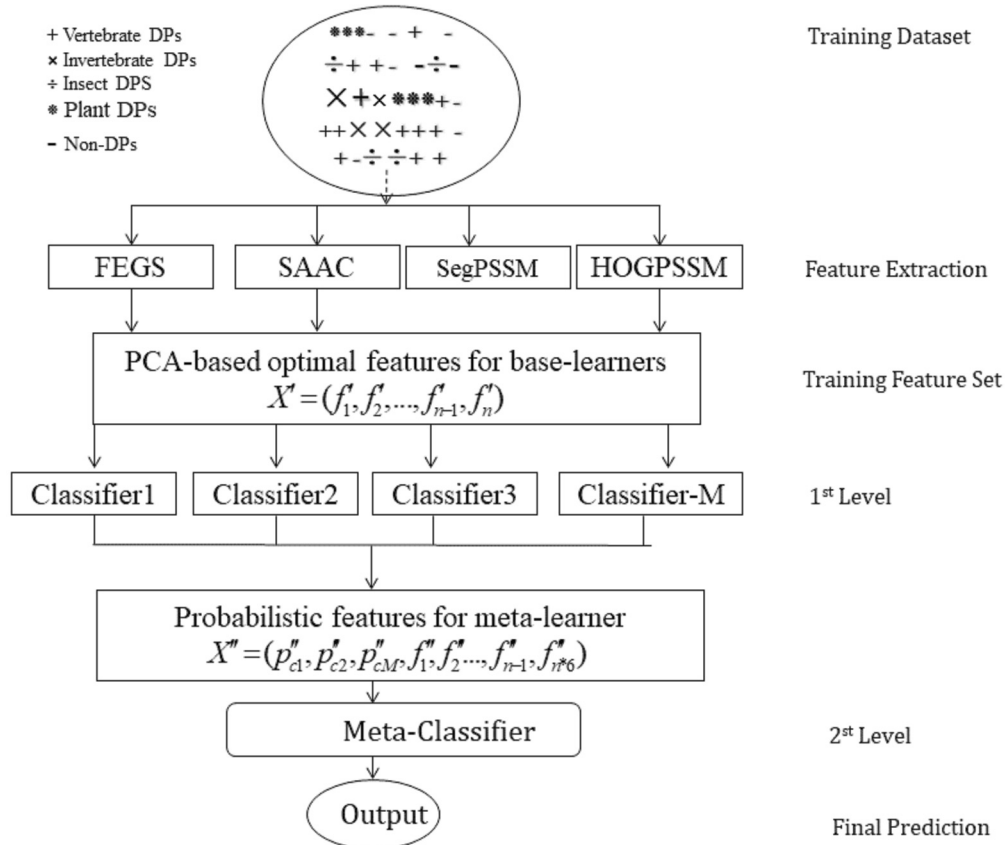 + Vertebrate DPs
× Invertebrate DPs
÷ Insect DPS
* Plant DPs
− Non-DPs
***- - + -
÷+ +- -÷-
×+×***+-
++××+++ -
+-÷÷++
Training Dataset
FEGS SAAC SegPSSM HOGPSSM
Feature Extraction
PCA-based optimal features for base-learners
X' = (f'₁, f'₂, ..., f'ₙ₋₁, f'ₙ)
Training Feature Set
Classifier1 Classifier2 Classifier3 Classifier-M
1st Level
Probabilistic features for meta-learner
X" = (p"c1, p"c2, p"cM, f"₁, f"₂..., f"ₙ₋₁, f"n*6)
Meta-Classifier
2st Level
Output
Final Prediction